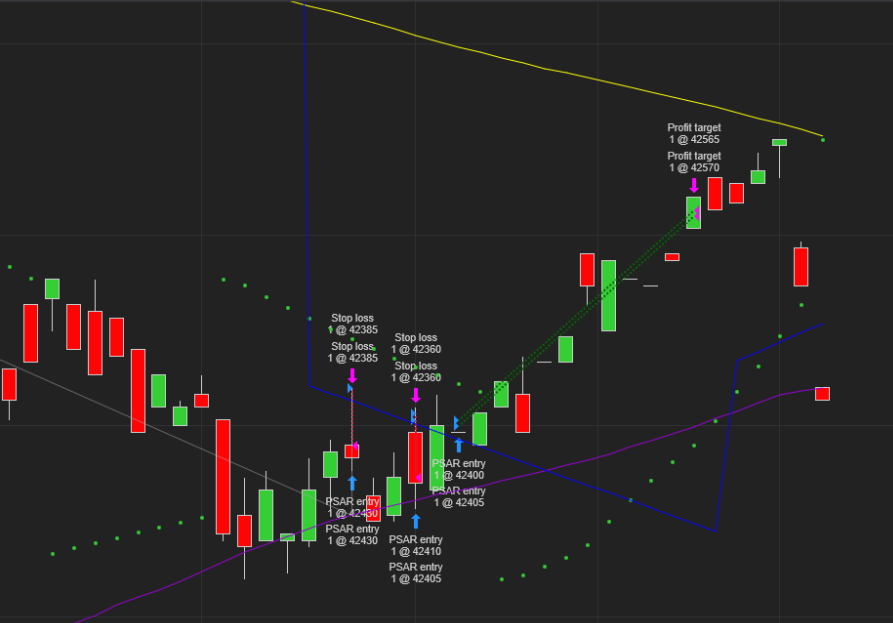 Profit target
1 @ 42565
Profit target
1 @ 42570
Stop loss
1 @ 42385
Stop loss
1 @ 42385
Stop loss
1 @ 42360
Stop loss
1 @ 42360
PSAR entry
1 @ 42400
PSAR entry
1 @ 42405
PSAR entry
1 @ 42430
PSAR entry
1 @ 42430
PSAR entry
1 @ 42410
PSAR entry
1 @ 42405